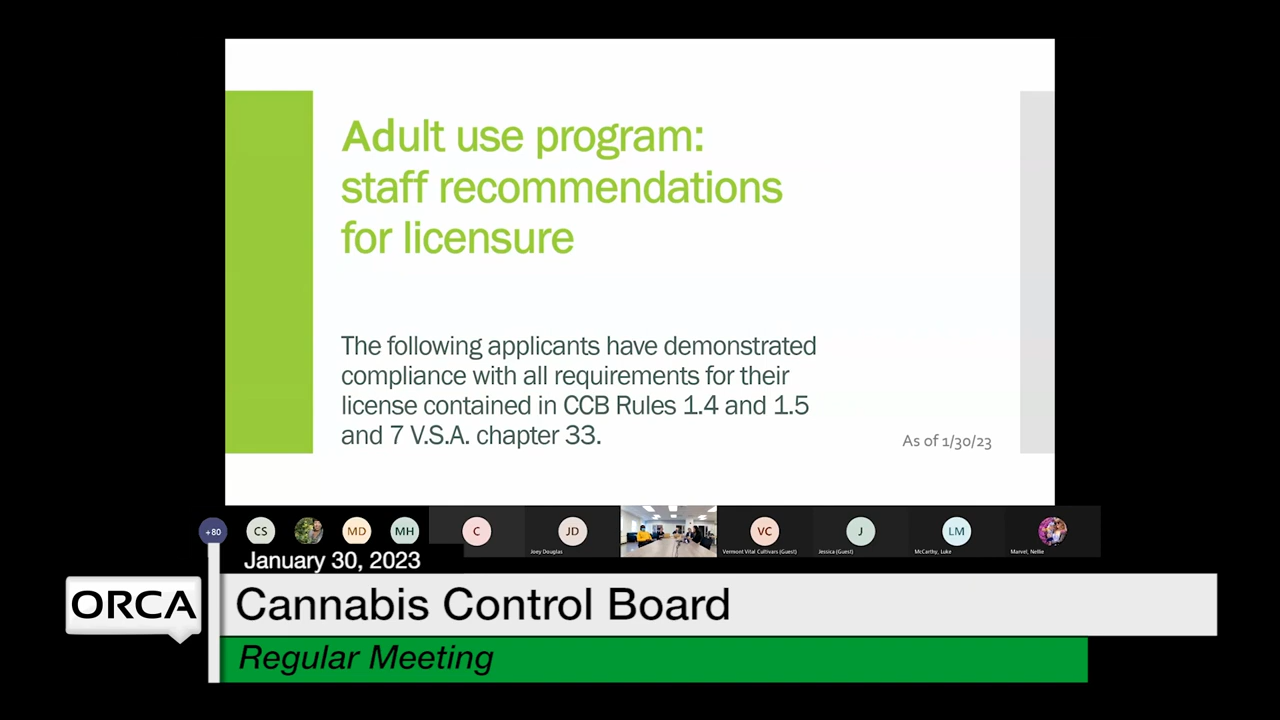 Adult use program:
staff recommendations
for licensure
The following applicants have demonstrated
compliance with all requirements for their
license contained in CCB Rules 1.4 and 1.5
and 7 V.S.A. chapter 33.
As of 1/30/23
+80
CS
MD
MH
C
JD
VC
J
LM
Joey Douglas
Vermont Vital Cultivars (Guest)
Jessica (Guest)
McCarthy, Luke
Marvel, Nellie
January 30, 2023
ORCA
Cannabis Control Board
Regular Meeting